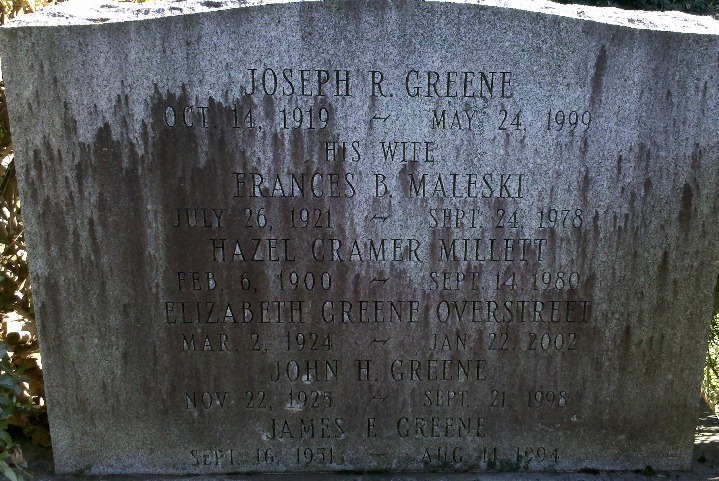 JOSEPH R. GREENE
OCT. 14, 1919 ~ MAY 24, 1999
HIS WIFE
FRANCES B. MALESKI
JULY 26, 1921 ~ SEPT. 24, 1978
HAZEL CRAMER MILLETT
FEB. 6, 1900 ~ SEPT. 14, 1980
ELIZABETH GREENE OVERSTREET
MAR. 2, 1924 ~ JAN. 22, 2002
JOHN H. GREENE
NOV. 22, 1925 ~ SEPT. 21, 1998
JAMES E GREENE
SEPT. 16, 1951 ~ AUG. 11, 1994